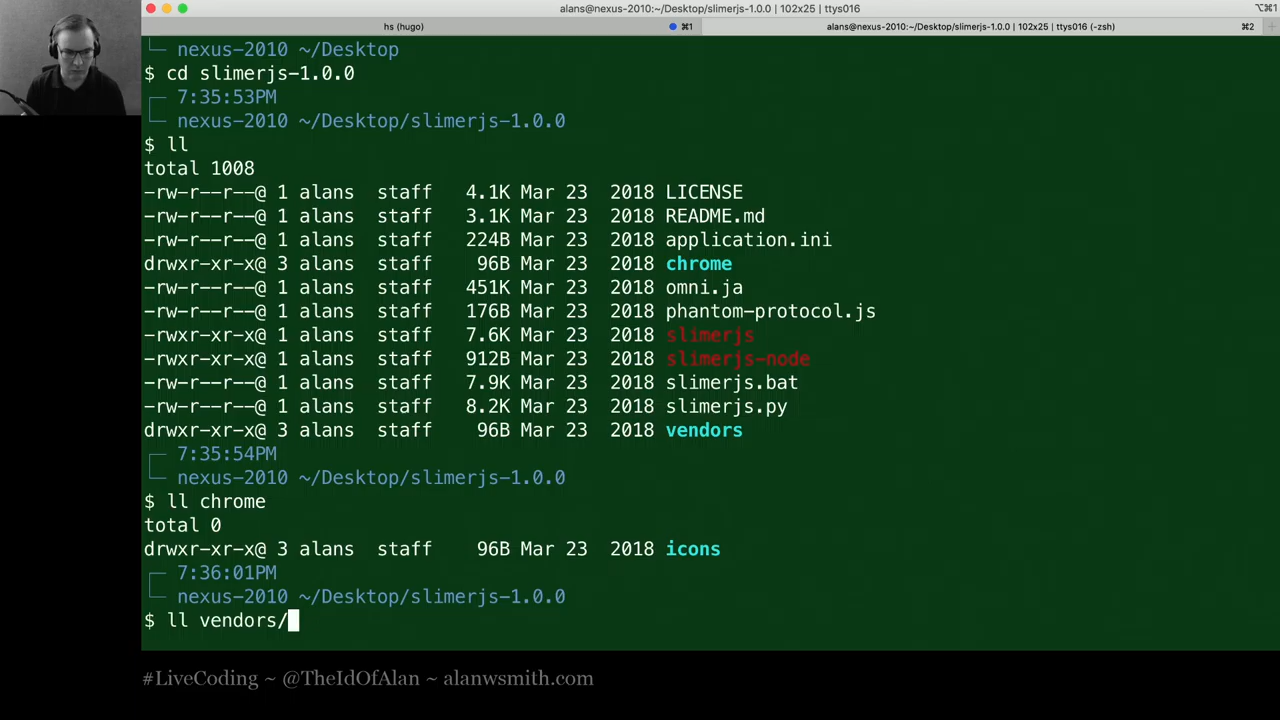 alans@nexus-2010:~/Desktop/slimerjs-1.0.0 | 102x25 | ttys016
⌥⌘1
hs (hugo)
⌘1
alans@nexus-2010:~/Desktop/slimerjs-1.0.0 | 102x25 | ttys016 (-zsh)
⌘2
nexus-2010 ~/Desktop
$ cd slimerjs-1.0.0
7:35:53PM
nexus-2010 ~/Desktop/slimerjs-1.0.0
$ ll
total 1008
-rw-r--r--@ 1 alans staff 4.1K Mar 23 2018 LICENSE
-rw-r--r--@ 1 alans staff 3.1K Mar 23 2018 README.md
-rw-r--r--@ 1 alans staff 224B Mar 23 2018 application.ini
drwxr-xr-x@ 3 alans staff 96B Mar 23 2018 chrome
-rw-r--r--@ 1 alans staff 451K Mar 23 2018 omni.ja
-rw-r--r--@ 1 alans staff 176B Mar 23 2018 phantom-protocol.js
-rwxr-xr-x@ 1 alans staff 7.6K Mar 23 2018 slimerjs
-rwxr-xr-x@ 1 alans staff 912B Mar 23 2018 slimerjs-node
-rw-r--r--@ 1 alans staff 7.9K Mar 23 2018 slimerjs.bat
-rw-r--r--@ 1 alans staff 8.2K Mar 23 2018 slimerjs.py
drwxr-xr-x@ 3 alans staff 96B Mar 23 2018 vendors
7:35:54PM
nexus-2010 ~/Desktop/slimerjs-1.0.0
$ ll chrome
total 0
drwxr-xr-x@ 3 alans staff 96B Mar 23 2018 icons
7:36:01PM
nexus-2010 ~/Desktop/slimerjs-1.0.0
$ ll vendors/
#LiveCoding ~ @TheIdOfAlan ~ alanwsmith.com